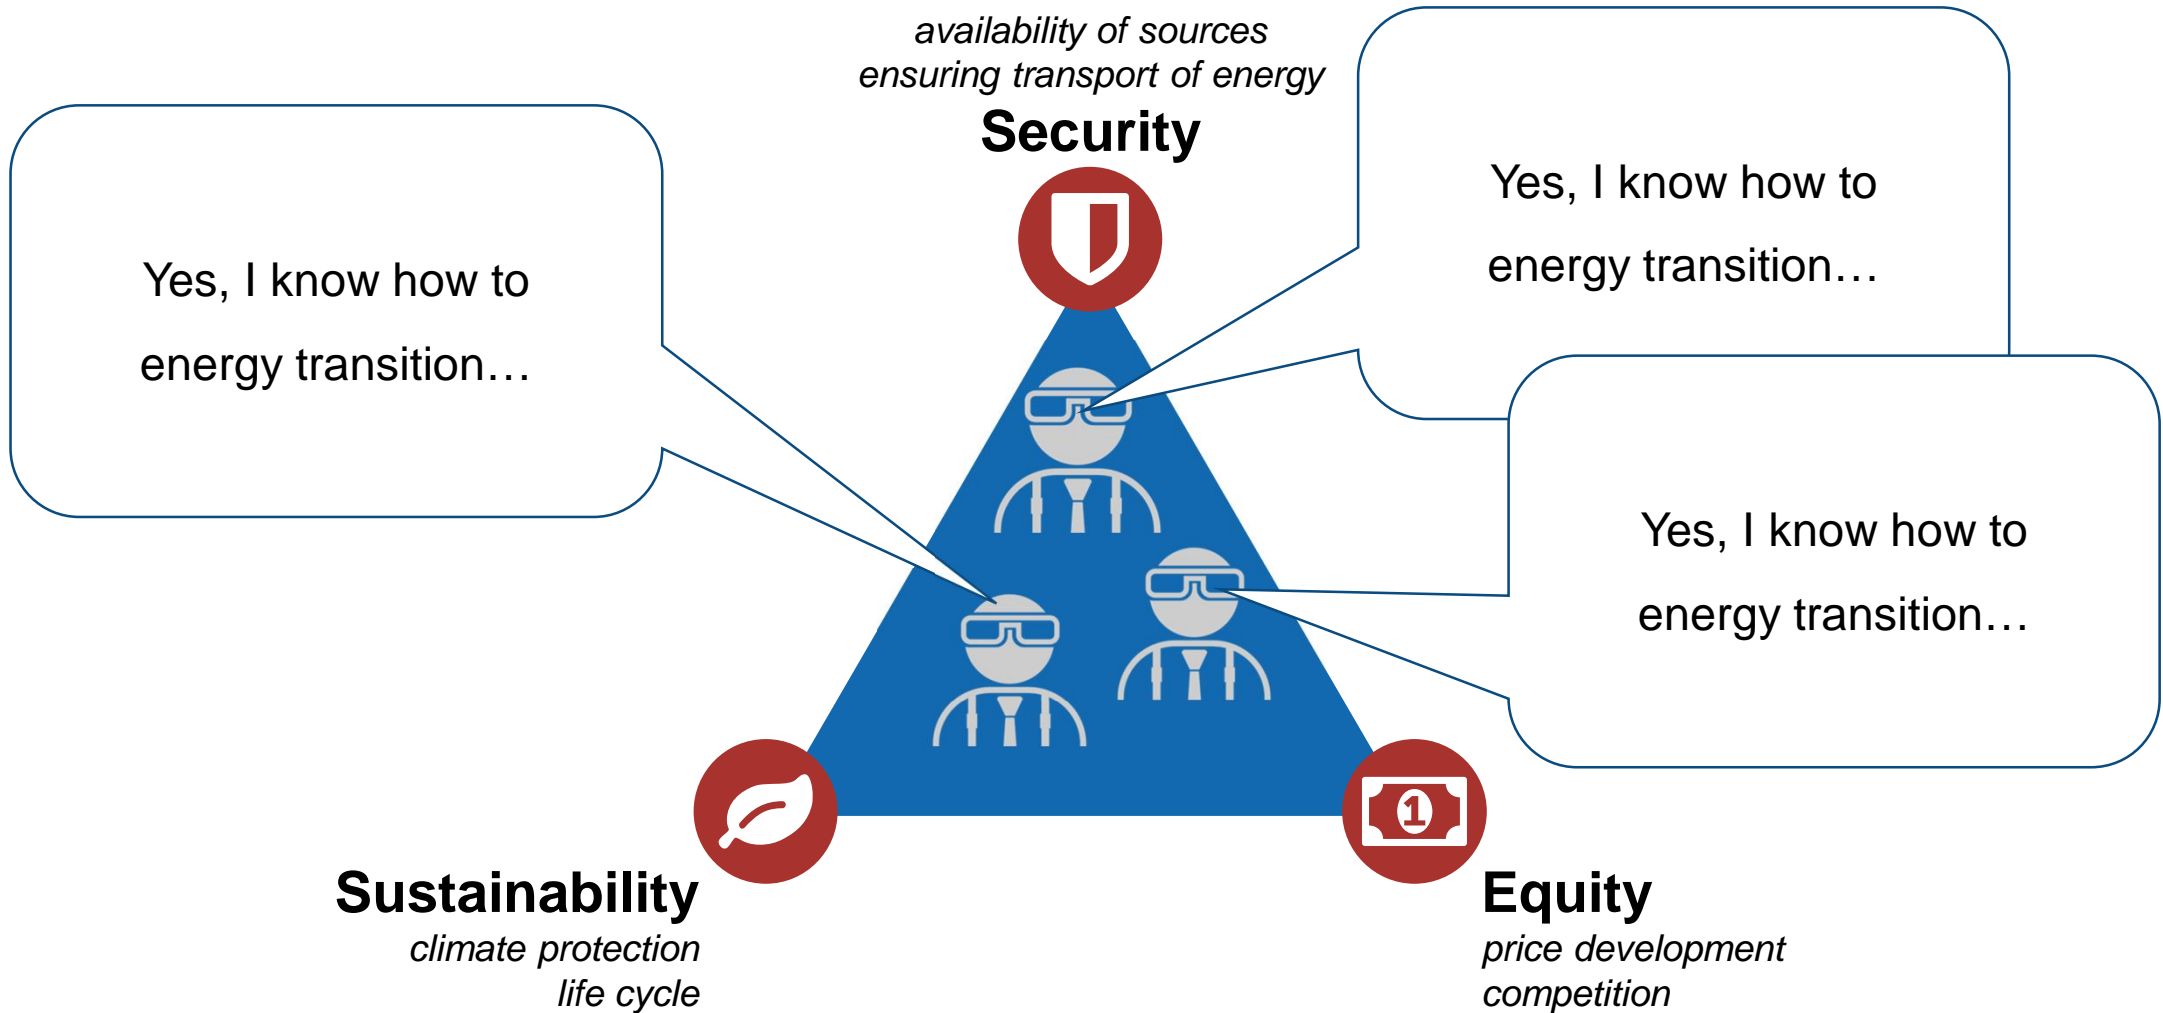 availability of sources
ensuring transport of energy
Security
Yes, I know how to
energy transition…
Yes, I know how to
energy transition…
Yes, I know how to
energy transition…
1
Sustainability
climate protection
life cycle
Equity
price development
competition